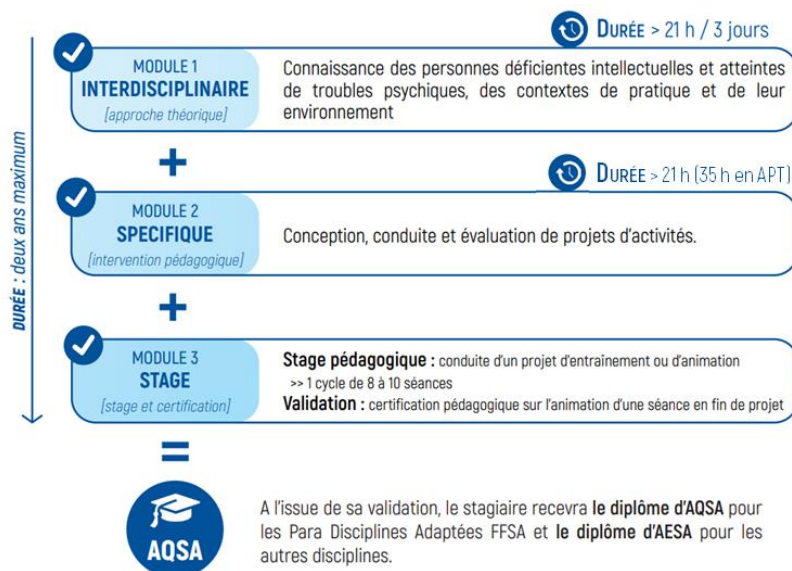 DURÉE > 21 h / 3 jours
MODULE 1
INTERDISCIPLINAIRE
[approche théorique]
Connaissance des personnes déficientes intellectuelles et atteintes
de troubles psychiques, des contextes de pratique et de leur
environnement
+
DURÉE > 21 h (35 h en APT)
MODULE 2
SPECIFIQUE
[intervention pédagogique]
Conception, conduite et évaluation de projets d'activités.
+
DURÉE : deux ans maximum
MODULE 3
STAGE
[stage et certification]
Stage pédagogique : conduite d'un projet d'entraînement ou d'animation
>> 1 cycle de 8 à 10 séances
Validation : certification pédagogique sur l'animation d'une séance en fin de projet
=
AQSA
A l'issue de sa validation, le stagiaire recevra le diplôme d'AQSA pour
les Para Disciplines Adaptées FFSA et le diplôme d'AESA pour les
autres disciplines.